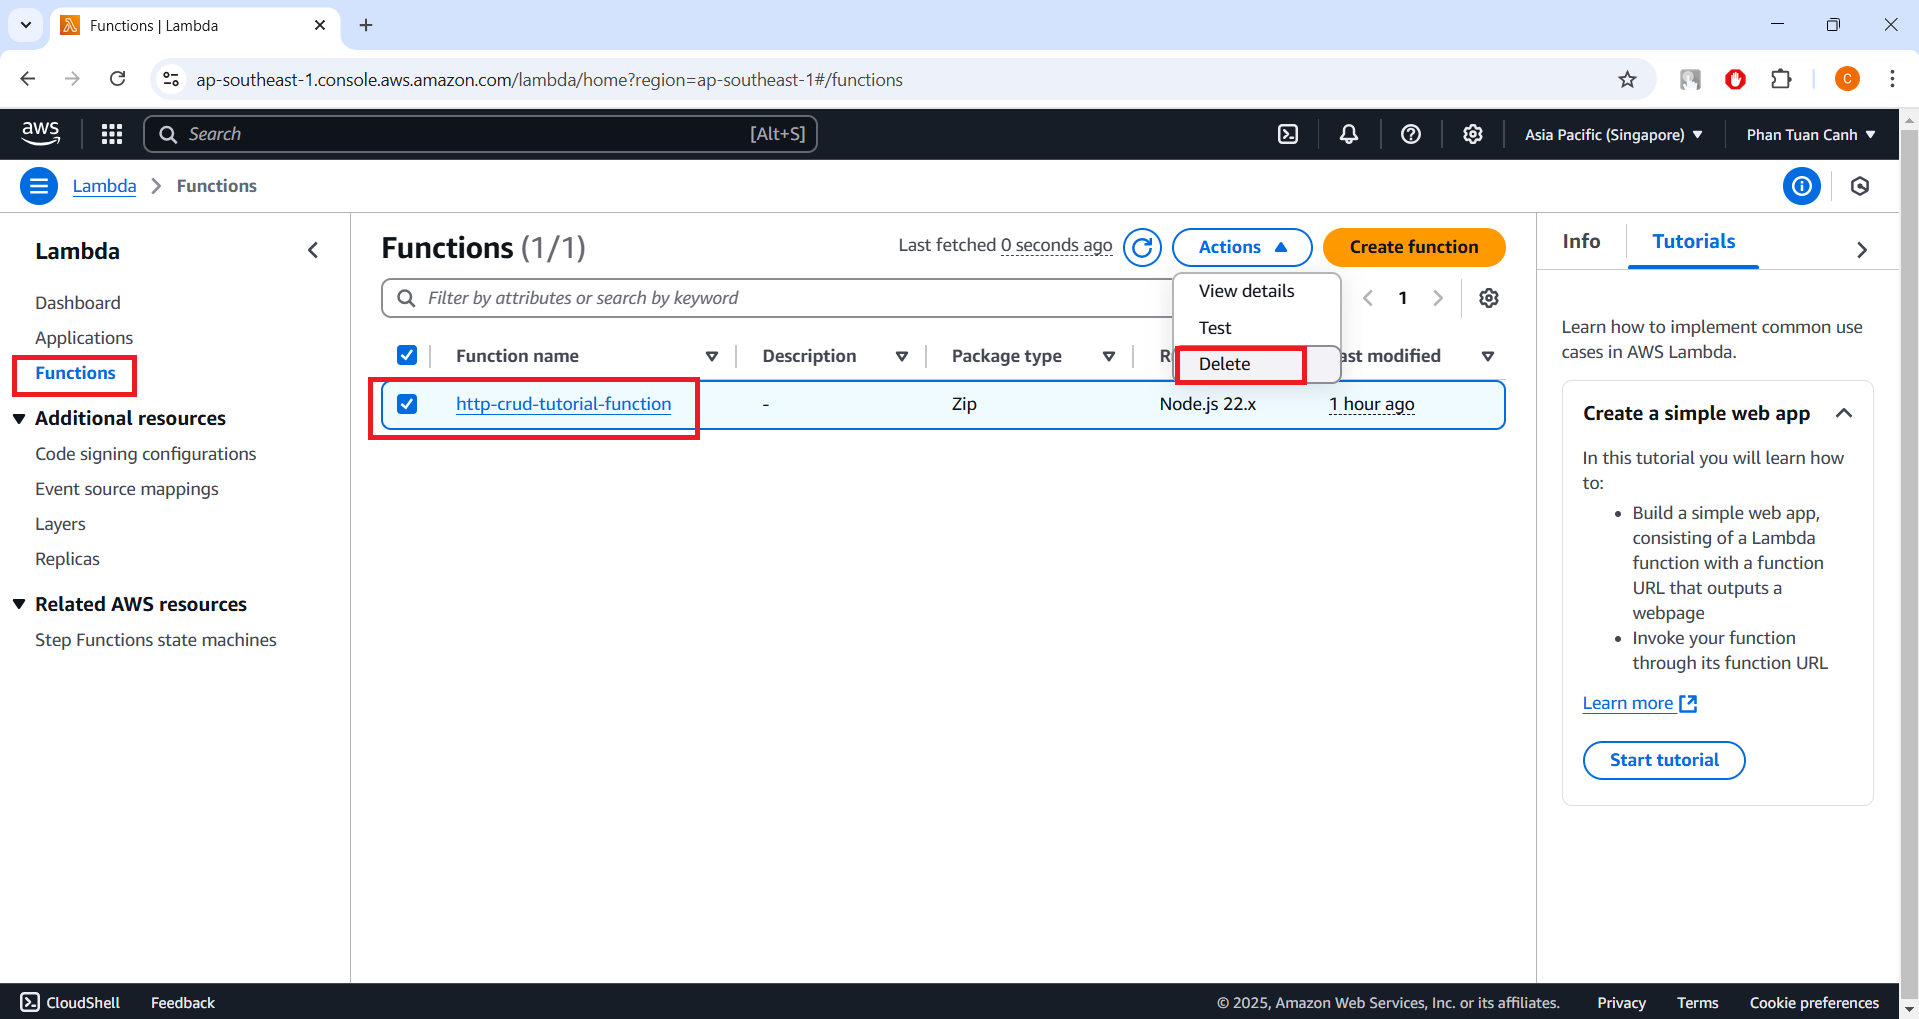 Functions | Lambda
ap-southeast-1.console.aws.amazon.com/lambda/home?region=ap-southeast-1#/functions
C
aws
Search [Alt+S]
Asia Pacific (Singapore)
Phan Tuan Canh
Lambda
Functions
Lambda
Dashboard
Applications
Functions
Additional resources
Code signing configurations
Event source mappings
Layers
Replicas
Related AWS resources
Step Functions state machines
Functions (1/1)
Last fetched 0 seconds ago
Actions
Create function
Filter by attributes or search by keyword
1
View details
Test
Delete
Function name Description Package type R ast modified
http-crud-tutorial-function - Zip Node.js 22.x 1 hour ago
Info Tutorials
Learn how to implement common use
cases in AWS Lambda.
Create a simple web app
In this tutorial you will learn how
to:
• Build a simple web app,
consisting of a Lambda
function with a function
URL that outputs a
webpage
• Invoke your function
through its function URL
Learn more
Start tutorial
CloudShell Feedback
© 2025, Amazon Web Services, Inc. or its affiliates. Privacy Terms Cookie preferences